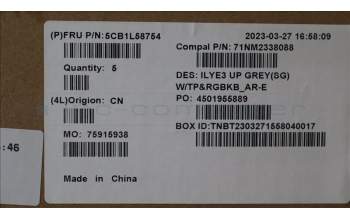 (P)FRU P/N:5CB1L58754
2023-03-27 16:58:09
Compal P/N: 71NM2338088
Quantity: 5
DES: ILYE3 UP GREY(SG)
W/TP&RGBKB_AR-E
(4L)Origion: CN
PO: 4501955889
MO: 75915938
BOX ID:TNBT2303271558040017
:46
Made in China